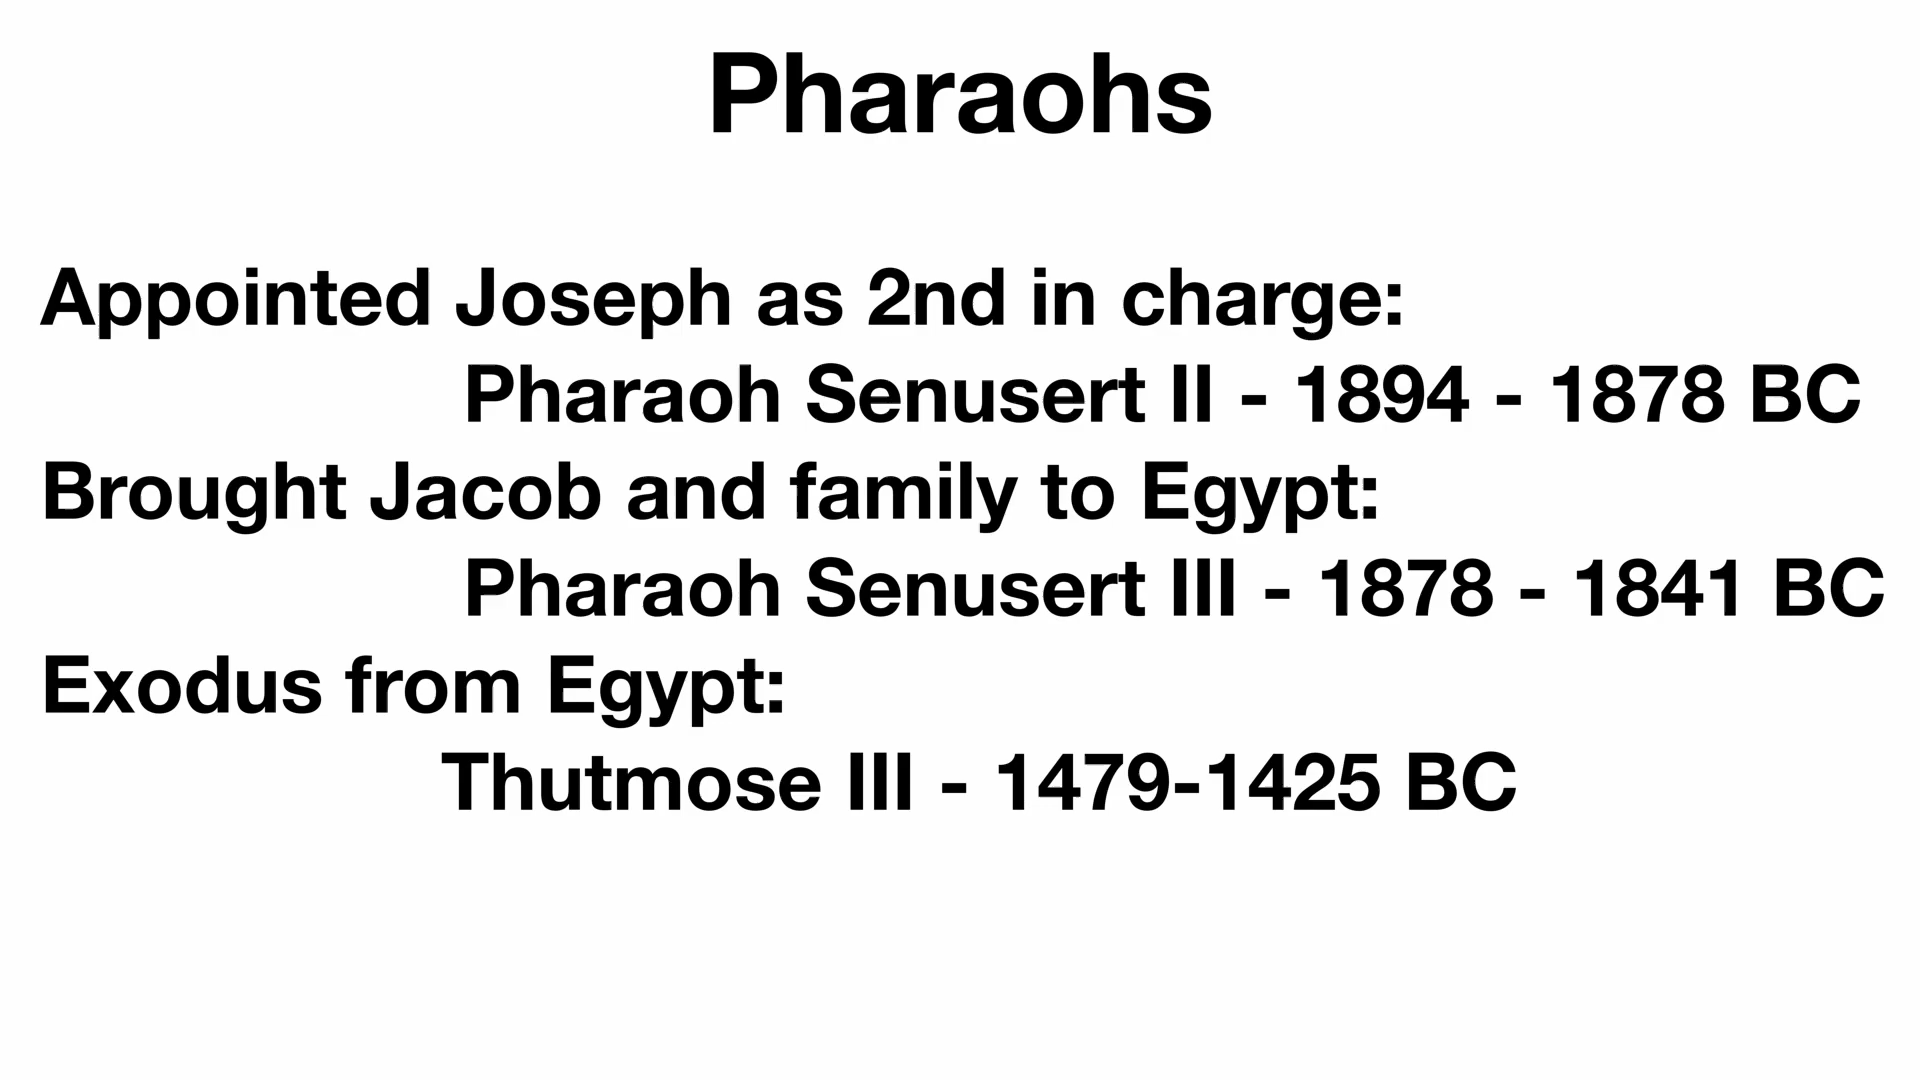 Pharaohs
Appointed Joseph as 2nd in charge:
Pharaoh Senusert II - 1894 - 1878 BC
Brought Jacob and family to Egypt:
Pharaoh Senusert III - 1878 - 1841 BC
Exodus from Egypt:
Thutmose III - 1479-1425 BC